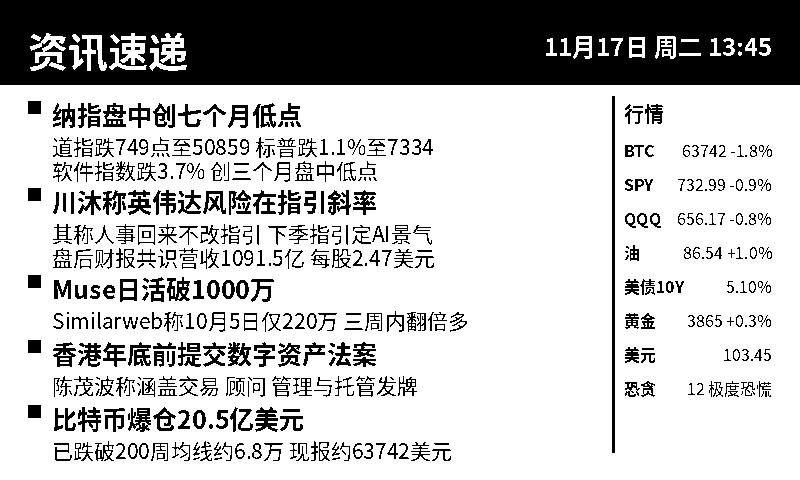 资讯速递
11月17日 周二 13:45
纳指盘中创七个月低点
道指跌749点至50859 标普跌1.1%至7334
软件指数跌3.7% 创三个月盘中低点
川沐称英伟达风险在指引斜率
其称人事回来不改指引 下季指引定AI景气
盘后财报共识营收1091.5亿 每股2.47美元
Muse日活破1000万
Similarweb称10月5日仅220万 三周内翻倍多
香港年底前提交数字资产法案
陈茂波称涵盖交易 顾问 管理与托管发牌
比特币爆仓20.5亿美元
已跌破200周均线约6.8万 现报约63742美元
行情
BTC 63742 -1.8%
SPY 732.99 -0.9%
QQQ 656.17 -0.8%
油 86.54 +1.0%
美债10Y 5.10%
黄金 3865 +0.3%
美元 103.45
恐贪 12 极度恐慌